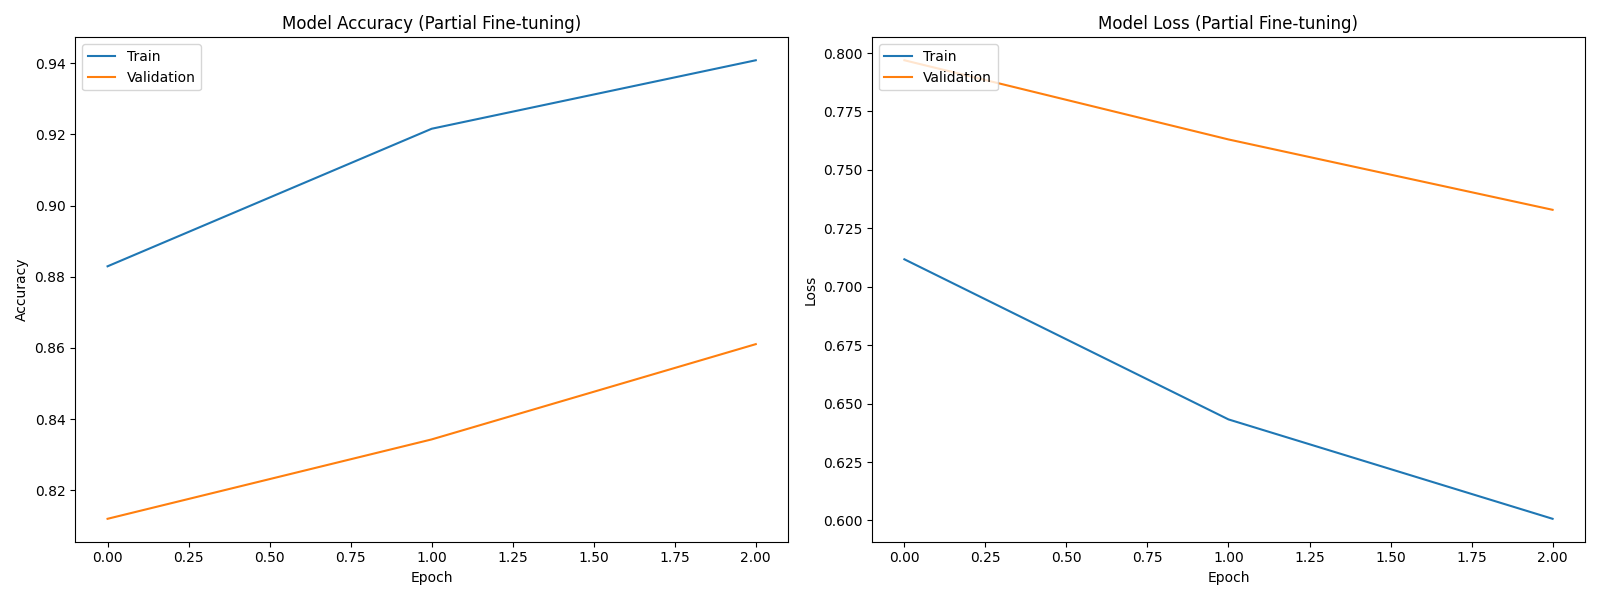 Model Accuracy (Partial Fine-tuning)
Train
Validation
0.94
0.92
0.90
0.88
0.86
0.84
0.82
Accuracy
0.00 0.25 0.50 0.75 1.00 1.25 1.50 1.75 2.00
Epoch
Model Loss (Partial Fine-tuning)
Train
Validation
0.800
0.775
0.750
0.725
0.700
0.675
0.650
0.625
0.600
Loss
0.00 0.25 0.50 0.75 1.00 1.25 1.50 1.75 2.00
Epoch